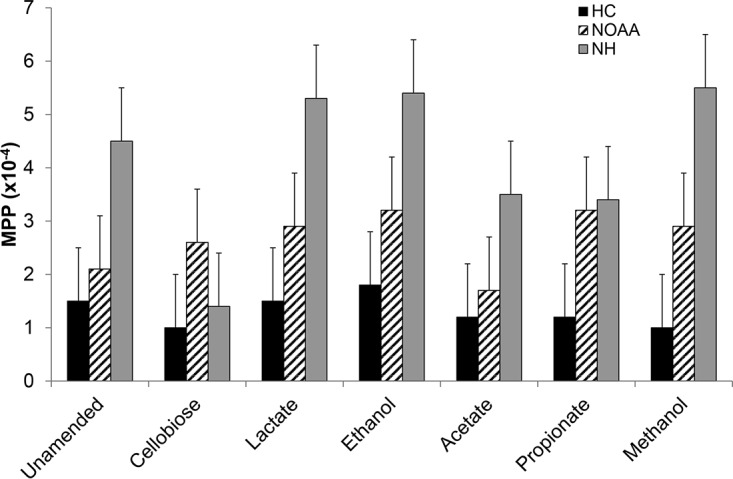 7
6
5
4
3
2
1
0
MPP (x10⁻⁴)
HC
NOAA
NH
Unamended
Cellobiose
Lactate
Ethanol
Acetate
Propionate
Methanol